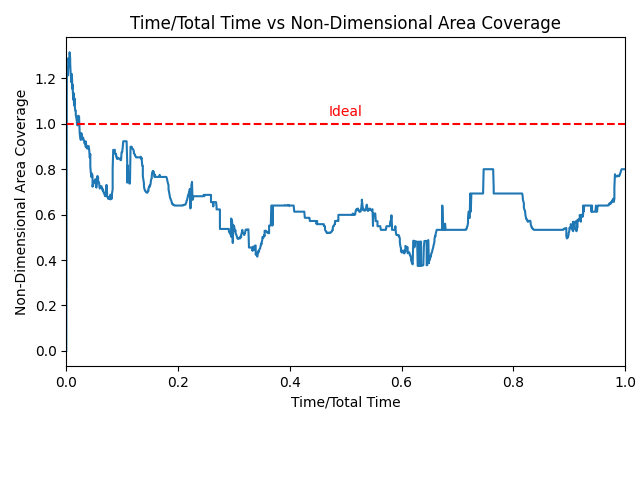 Time/Total Time vs Non-Dimensional Area Coverage
Non-Dimensional Area Coverage
1.2
1.0
0.8
0.6
0.4
0.2
0.0
Ideal
0.0 0.2 0.4 0.6 0.8 1.0
Time/Total Time